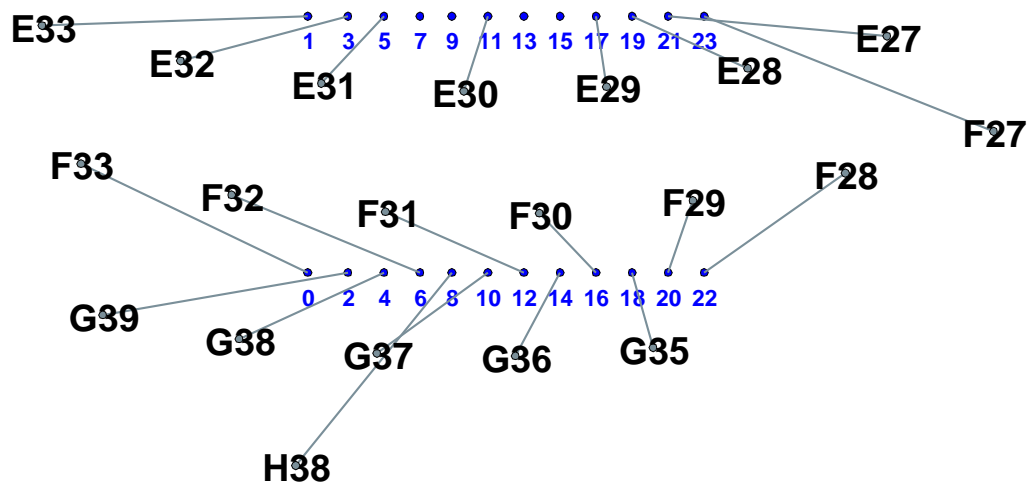 E33
E32
E31
E30
E29
E28
E27
F27
1 3 5 7 9 11 13 15 17 19 21 23
F33
F32
F31
F30
F29
F28
0 2 4 6 8 10 12 14 16 18 20 22
G39
G38
G37
G36
G35
H38